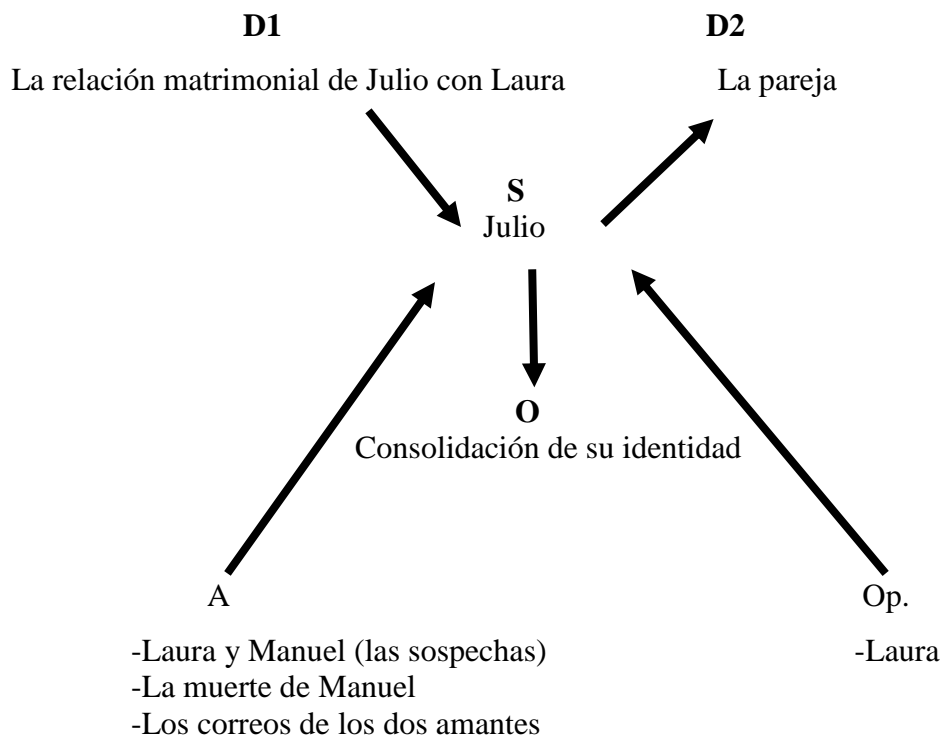 D1 D2
La relación matrimonial de Julio con Laura La pareja
S
Julio
O
Consolidación de su identidad
A Op.
-Laura y Manuel (las sospechas) -Laura
-La muerte de Manuel
-Los correos de los dos amantes